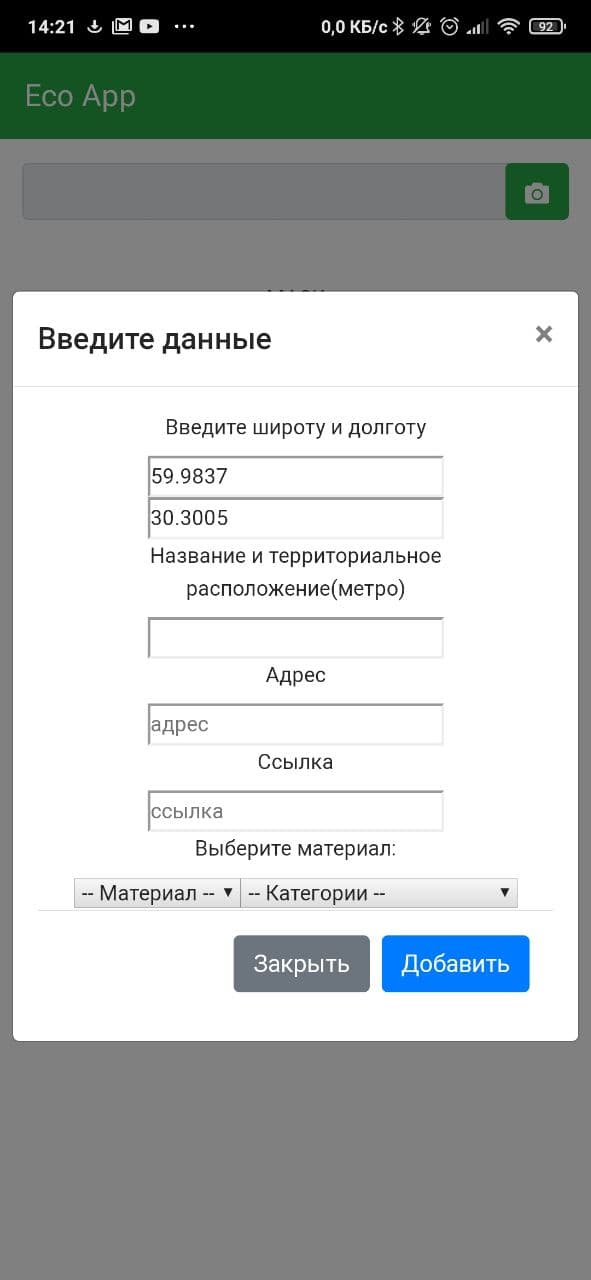 14:21
0,0 КБ/с
92
Eco App
Введите данные
×
Введите широту и долготу
59.9837
30.3005
Название и территориальное
расположение(метро)
Адрес
адрес
Ссылка
ссылка
Выберите материал:
-- Материал -- -- Категории --
Закрыть Добавить